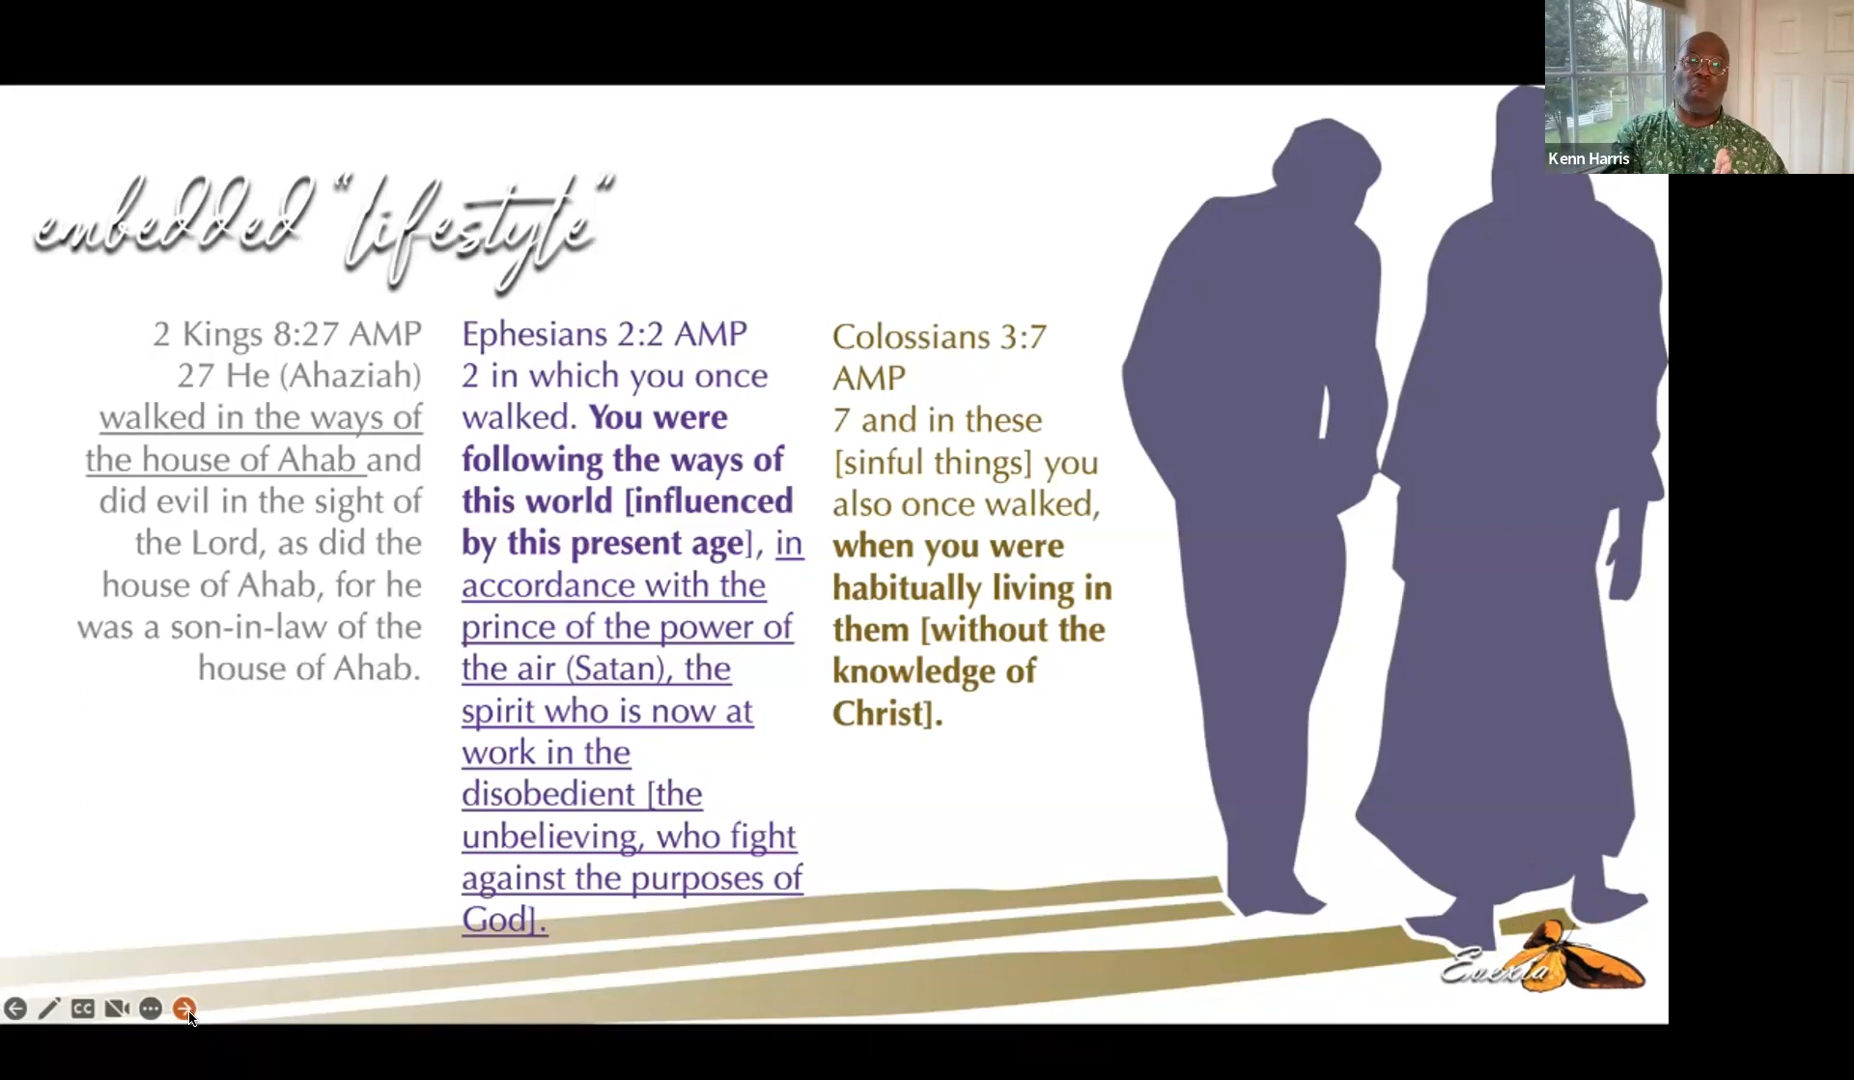 Kenn Harris
embedded "lifestyle"
2 Kings 8:27 AMP
27 He (Ahaziah)
walked in the ways of
the house of Ahab and
did evil in the sight of
the Lord, as did the
house of Ahab, for he
was a son-in-law of the
house of Ahab.
Ephesians 2:2 AMP
2 in which you once
walked. You were
following the ways of
this world [influenced
by this present age], in
accordance with the
prince of the power of
the air (Satan), the
spirit who is now at
work in the
disobedient [the
unbelieving, who fight
against the purposes of
God].
Colossians 3:7
AMP
7 and in these
[sinful things] you
also once walked,
when you were
habitually living in
them [without the
knowledge of
Christ].
Evexia
CC